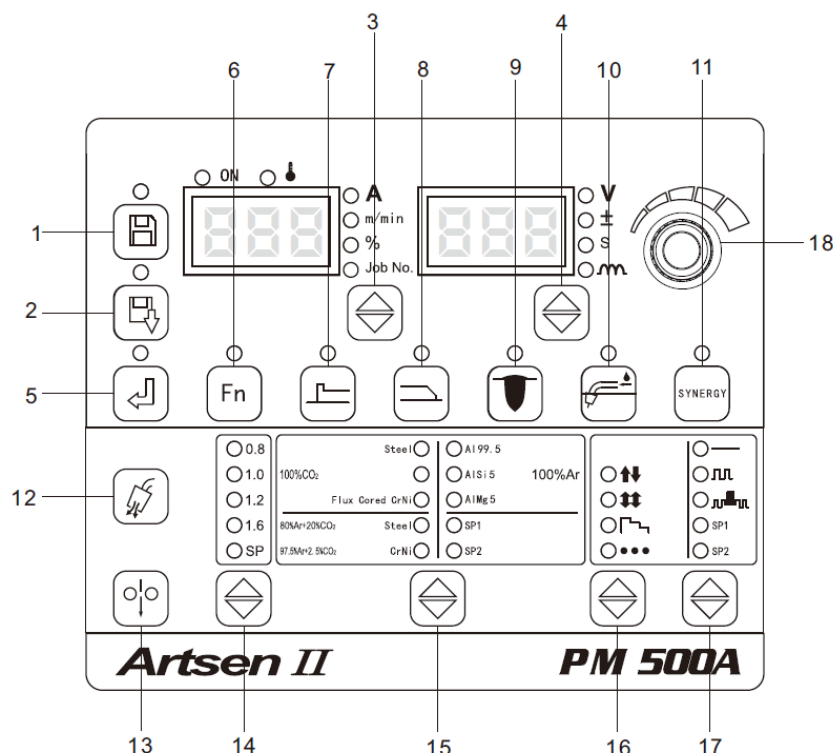 3 4
6 7 8 9 10 11
ON
A
m/min
%
Job No.
V
±
S
1
18
2
5
Fn
SYNERGY
12
0.8
1.0
1.2
1.6
SP
Steel
100%CO₂
Flux Cored CrNi
80%Ar+20%CO₂ Steel
97.5%Ar+2.5%CO₂ CrNi
Al99.5
AlSi5 100%Ar
AlMg5
SP1
SP2
SP1
SP2
Artsen II PM 500A
13 14 15 16 17